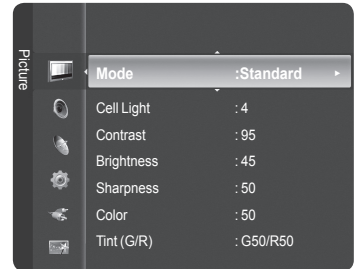 Picture
Mode :Standard
Cell Light : 4
Contrast : 95
Brightness : 45
Sharpness : 50
Color : 50
Tint (G/R) : G50/R50